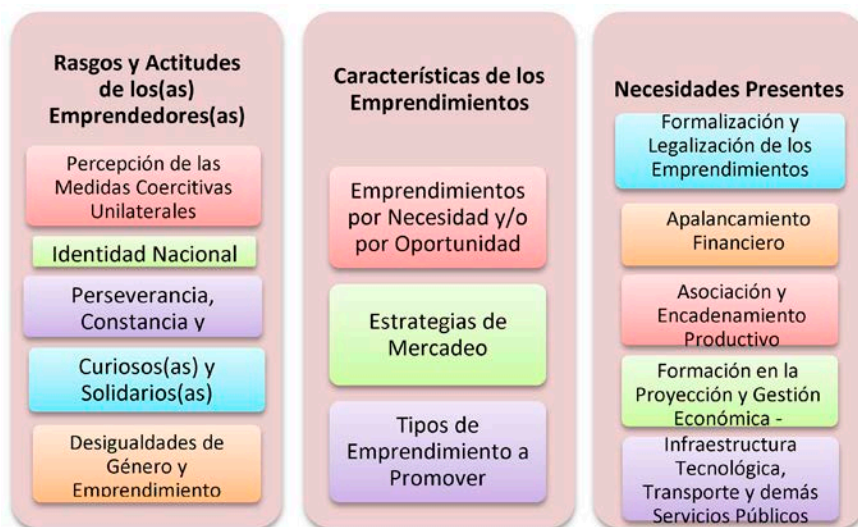 Rasgos y Actitudes
de los(as)
Emprendedores(as)
Percepción de las
Medidas Coercitivas
Unilaterales
Identidad Nacional
Perseverancia,
Constancia y
Curiosos(as) y
Solidarios(as)
Desigualdades de
Género y
Emprendimiento
Características de los
Emprendimientos
Emprendimientos
por Necesidad y/o
por Oportunidad
Estrategias de
Mercadeo
Tipos de
Emprendimiento a
Promover
Necesidades Presentes
Formalización y
Legalización de los
Emprendimientos
Apalancamiento
Financiero
Asociación y
Encadenamiento
Productivo
Formación en la
Proyección y Gestión
Económica -
Infraestructura
Tecnológica,
Transporte y demás
Servicios Públicos